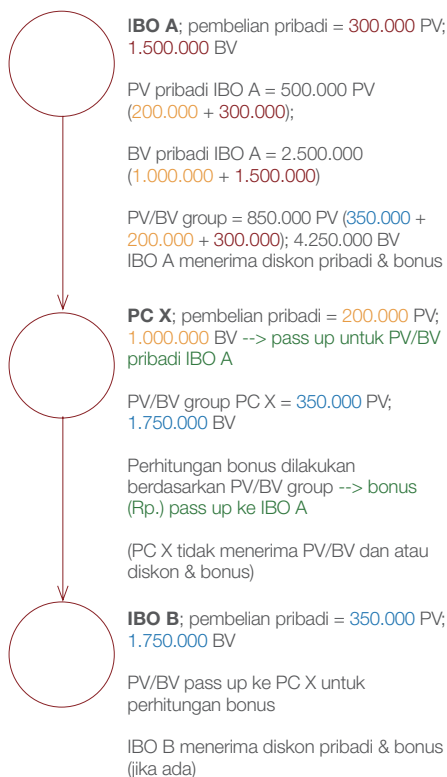 IBO A; pembelian pribadi = 300.000 PV;
1.500.000 BV
PV pribadi IBO A = 500.000 PV
(200.000 + 300.000);
BV pribadi IBO A = 2.500.000
(1.000.000 + 1.500.000)
PV/BV group = 850.000 PV (350.000 +
200.000 + 300.000); 4.250.000 BV
IBO A menerima diskon pribadi & bonus
PC X; pembelian pribadi = 200.000 PV;
1.000.000 BV --> pass up untuk PV/BV
pribadi IBO A
PV/BV group PC X = 350.000 PV;
1.750.000 BV
Perhitungan bonus dilakukan
berdasarkan PV/BV group --> bonus
(Rp.) pass up ke IBO A
(PC X tidak menerima PV/BV dan atau
diskon & bonus)
IBO B; pembelian pribadi = 350.000 PV;
1.750.000 BV
PV/BV pass up ke PC X untuk
perhitungan bonus
IBO B menerima diskon pribadi & bonus
(jika ada)